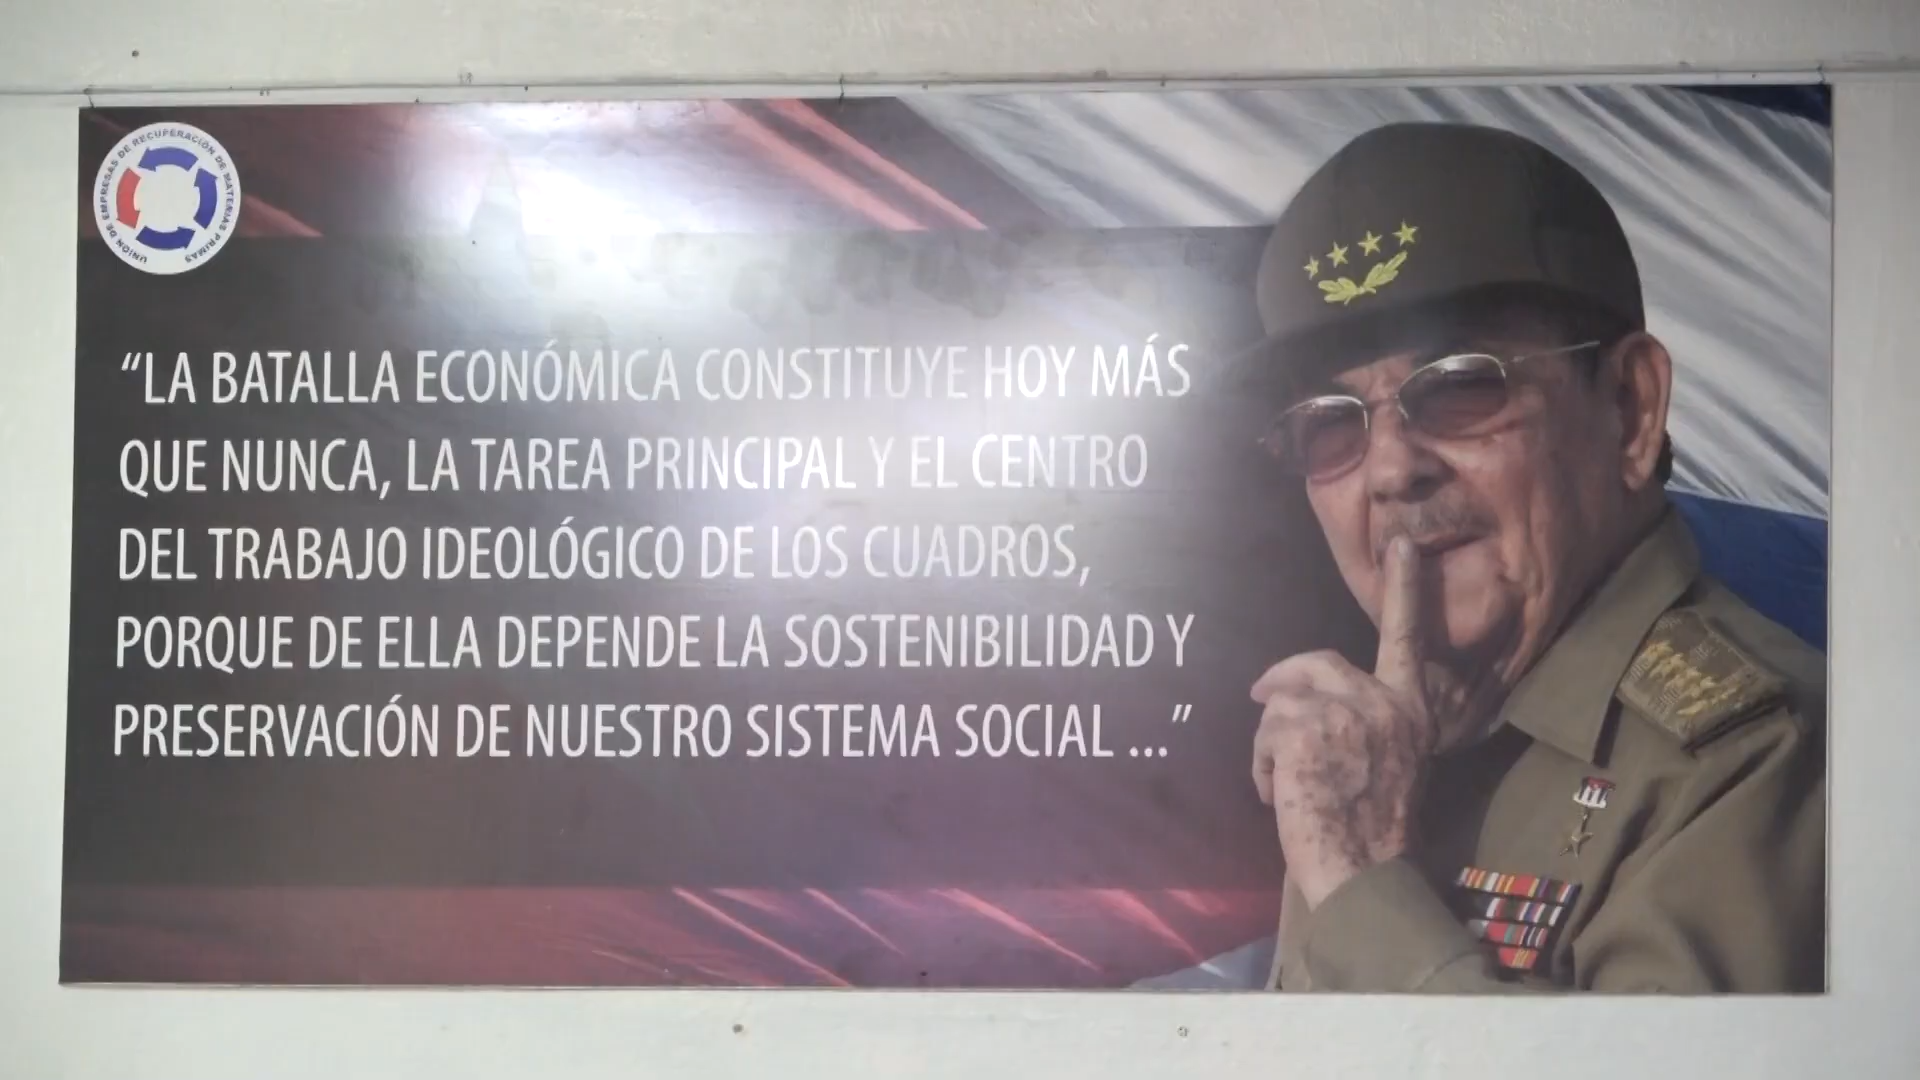 UNIÓN DE EMPRESAS DE RECUPERACIÓN DE MATERIAS PRIMAS
“LA BATALLA ECONÓMICA CONSTITUYE HOY MÁS
QUE NUNCA, LA TAREA PRINCIPAL Y EL CENTRO
DEL TRABAJO IDEOLÓGICO DE LOS CUADROS,
PORQUE DE ELLA DEPENDE LA SOSTENIBILIDAD Y
PRESERVACIÓN DE NUESTRO SISTEMA SOCIAL ...”